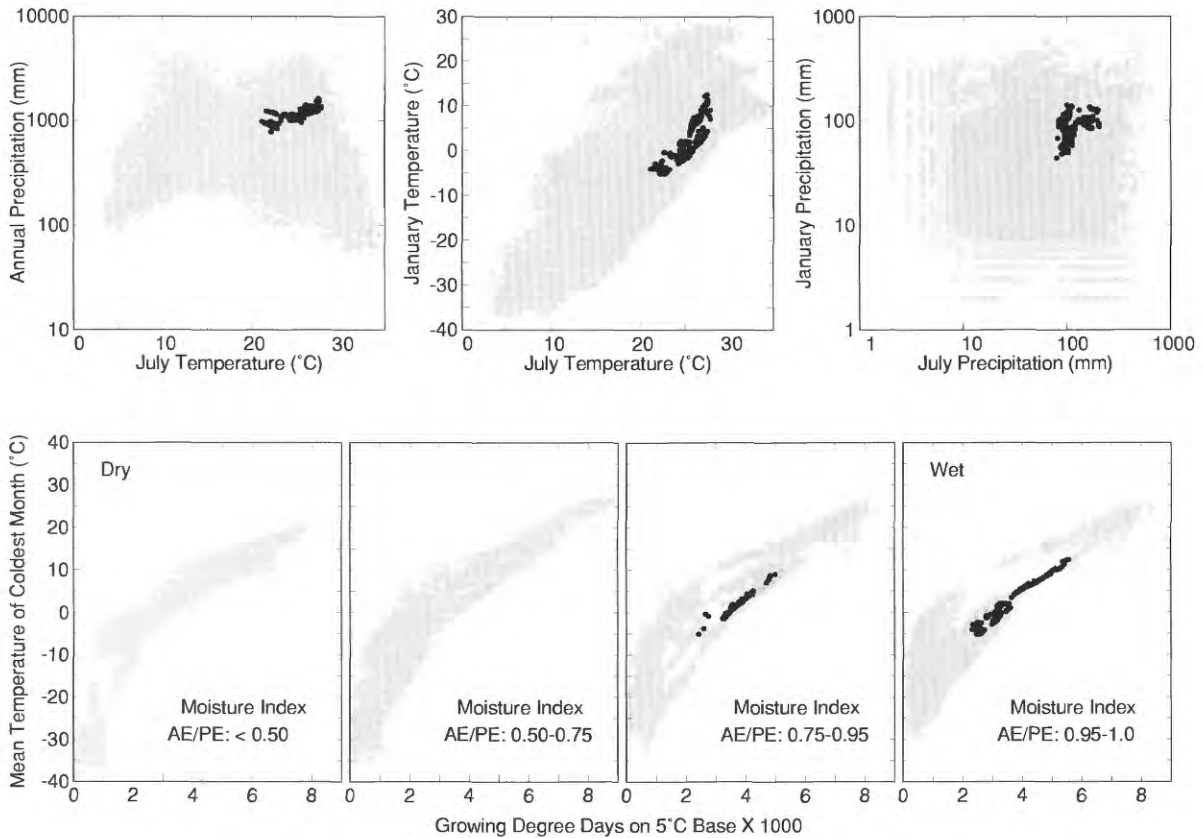 10000
1000
100
10
Annual Precipitation (mm)
0 10 20 30
July Temperature (°C)
30
20
10
0
-10
-20
-30
-40
January Temperature (°C)
0 10 20 30
July Temperature (°C)
1000
100
10
1
January Precipitation (mm)
1 10 100 1000
July Precipitation (mm)
40
30
20
10
0
-10
-20
-30
-40
Mean Temperature of Coldest Month (°C)
Dry
Moisture Index
AE/PE: < 0.50
0 2 4 6 8
Moisture Index
AE/PE: 0.50-0.75
0 2 4 6 8
Moisture Index
AE/PE: 0.75-0.95
0 2 4 6 8
Wet
Moisture Index
AE/PE: 0.95-1.0
0 2 4 6 8
Growing Degree Days on 5°C Base X 1000